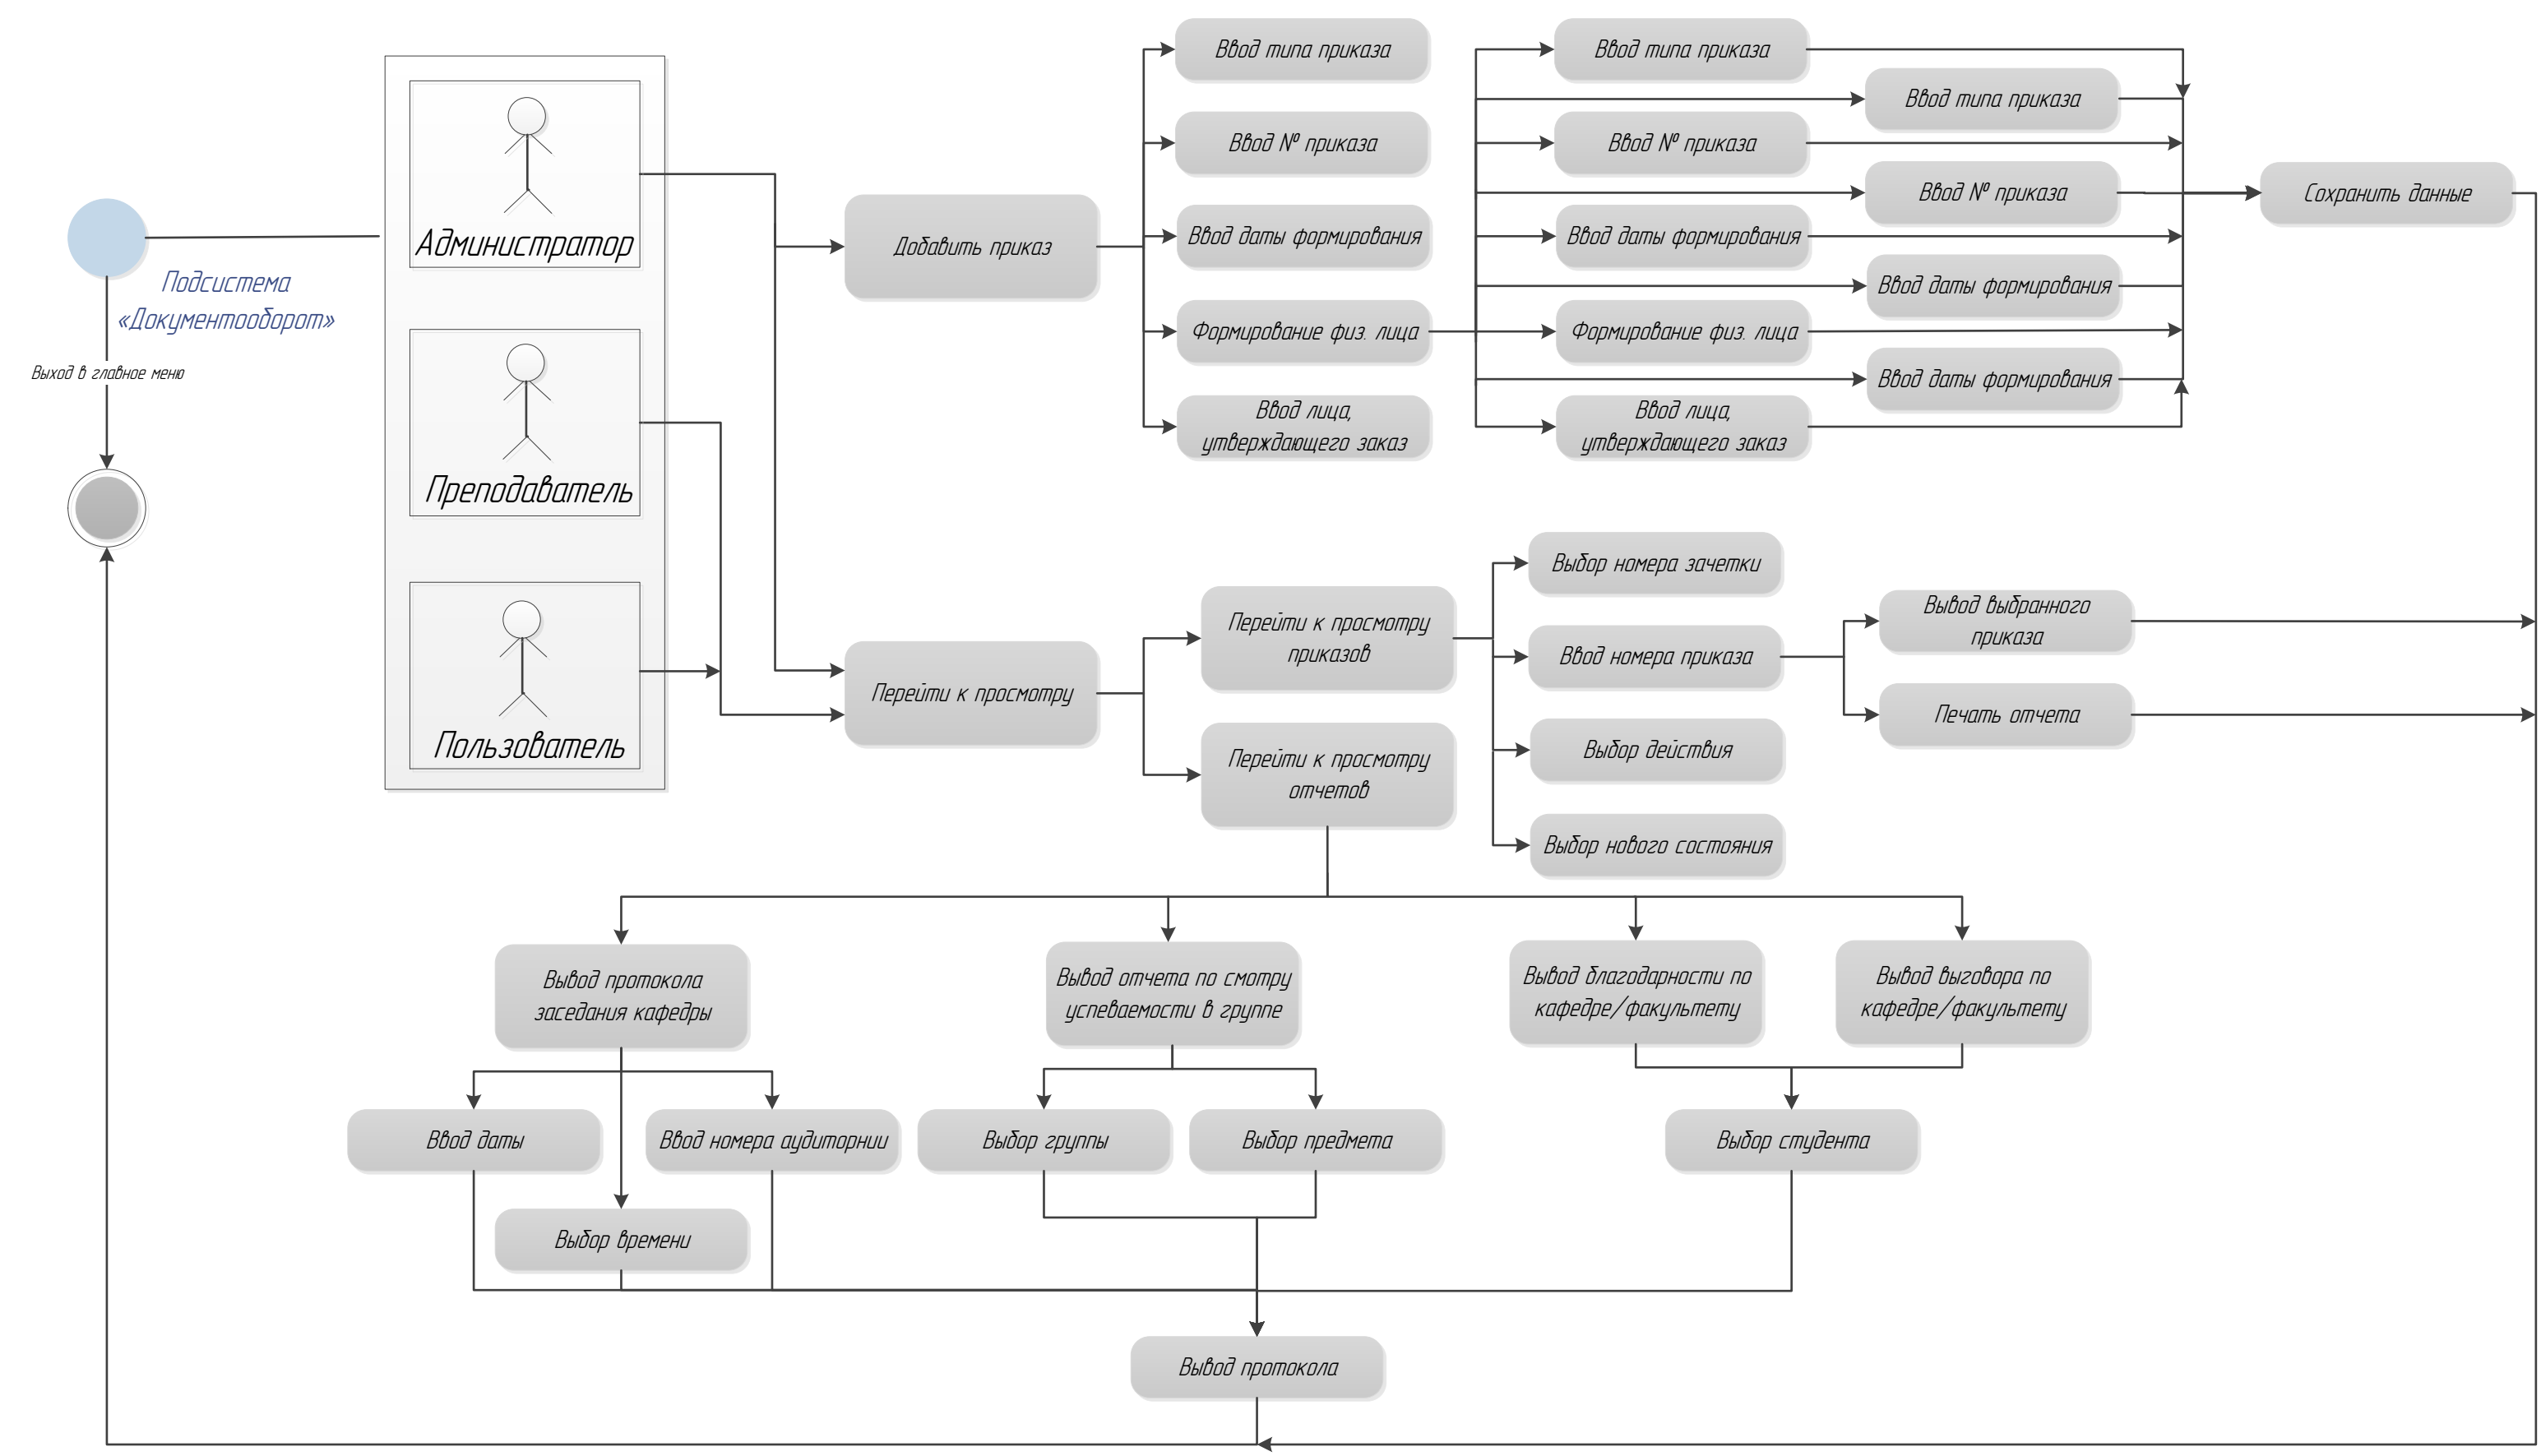 Подсистема
«Документооборот»
Выход в главное меню
Администратор
Преподаватель
Пользователь
Добавить приказ
Ввод типа приказа
Ввод № приказа
Ввод даты формирования
Формирование физ. лица
Ввод лица,
утверждающего заказ
Ввод типа приказа
Ввод типа приказа
Ввод № приказа
Ввод № приказа
Ввод даты формирования
Ввод даты формирования
Формирование физ. лица
Ввод даты формирования
Ввод лица,
утверждающего заказ
Сохранить данные
Перейти к просмотру
Перейти к просмотру
приказов
Перейти к просмотру
отчетов
Выбор номера зачетки
Ввод номера приказа
Выбор действия
Выбор нового состояния
Вывод выбранного
приказа
Печать отчета
Вывод протокола
заседания кафедры
Вывод отчета по смотру
успеваемости в группе
Вывод благодарности по
кафедре/факультету
Вывод выговора по
кафедре/факультету
Ввод даты
Ввод номера аудиторнии
Выбор группы
Выбор предмета
Выбор студента
Выбор времени
Вывод протокола